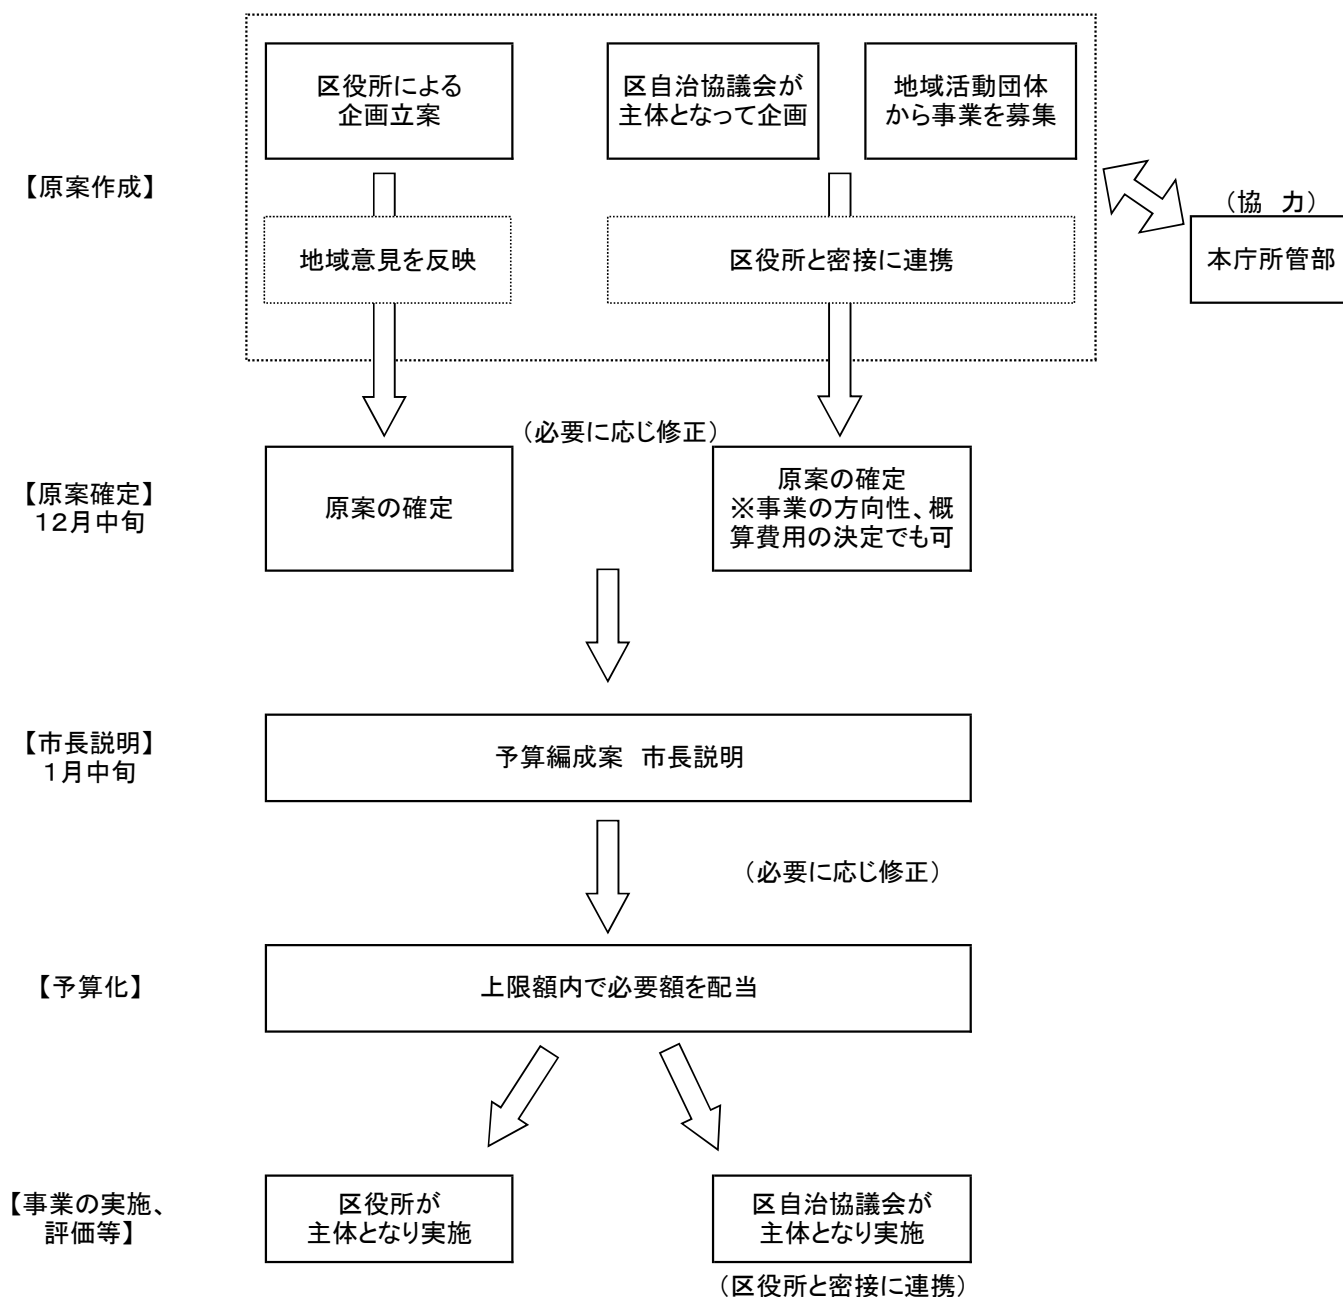 区役所による
企画立案
区自治協議会が
主体となって企画
地域活動団体
から事業を募集
【原案作成】
（協　力）
本庁所管部
地域意見を反映
区役所と密接に連携
（必要に応じ修正）
【原案確定】
１２月中旬
原案の確定
原案の確定
※事業の方向性、概
算費用の決定でも可
【市長説明】
１月中旬
予算編成案　市長説明
（必要に応じ修正）
【予算化】
上限額内で必要額を配当
【事業の実施、
評価等】
区役所が
主体となり実施
区自治協議会が
主体となり実施
（区役所と密接に連携）